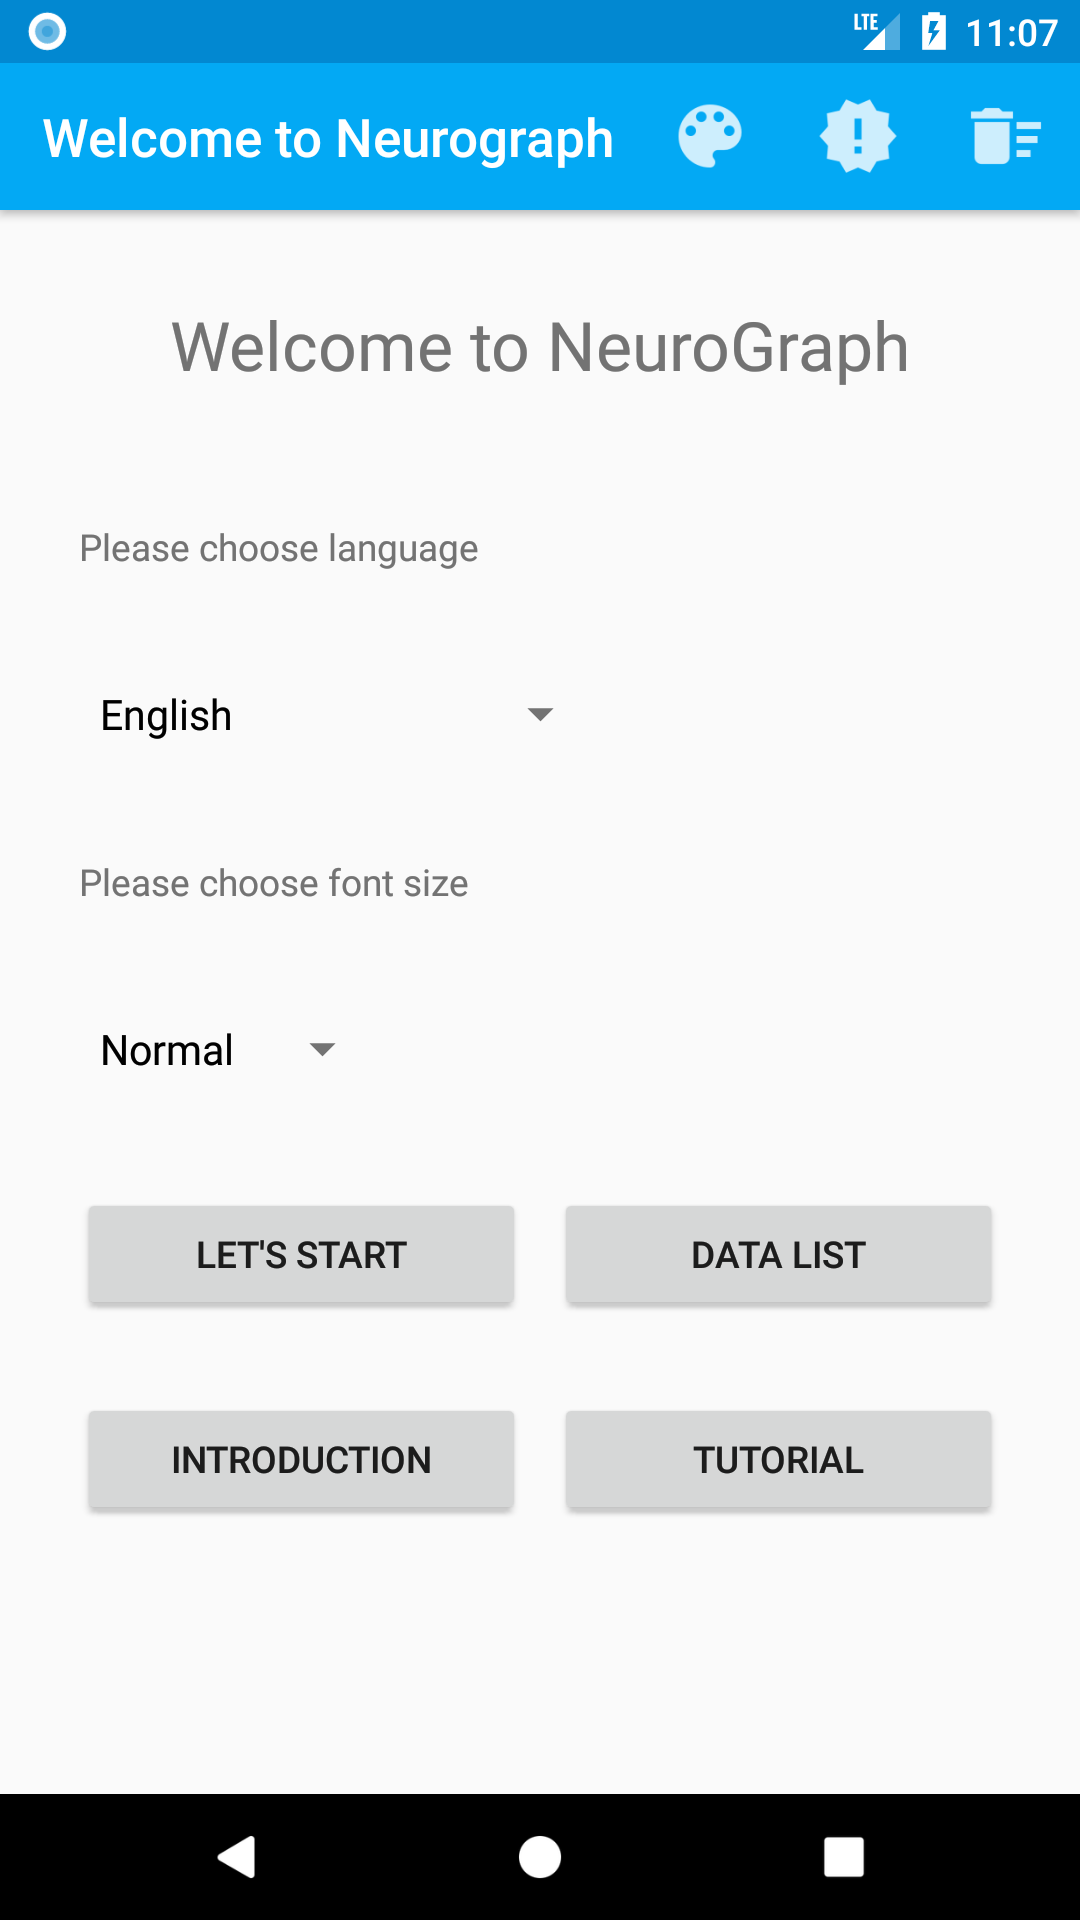 LTE 11:07
Welcome to Neurograph
Welcome to NeuroGraph
Please choose language
English
Please choose font size
Normal
LET'S START
DATA LIST
INTRODUCTION
TUTORIAL